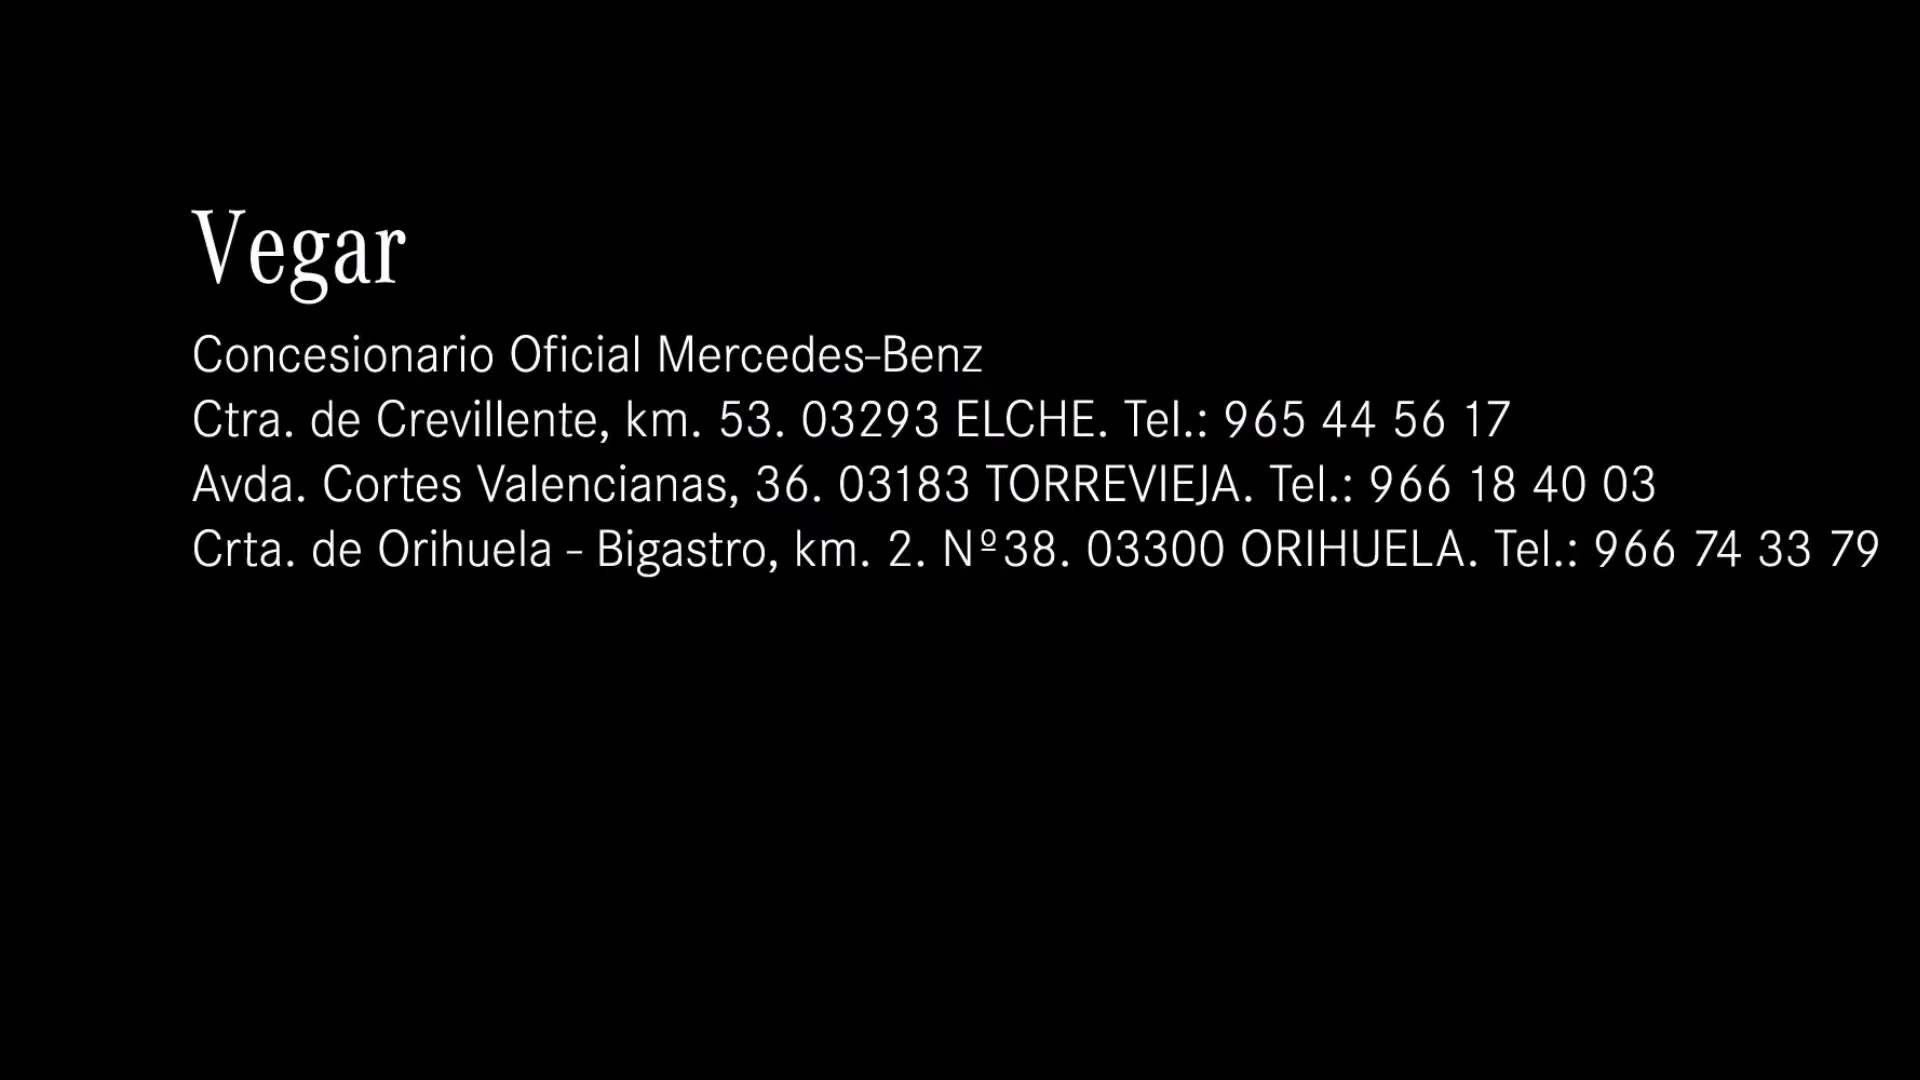 Vegar
Concesionario Oficial Mercedes-Benz
Ctra. de Crevillente, km. 53. 03293 ELCHE. Tel.: 965 44 56 17
Avda. Cortes Valencianas, 36. 03183 TORREVIEJA. Tel.: 966 18 40 03
Crta. de Orihuela - Bigastro, km. 2. Nº38. 03300 ORIHUELA. Tel.: 966 74 33 79